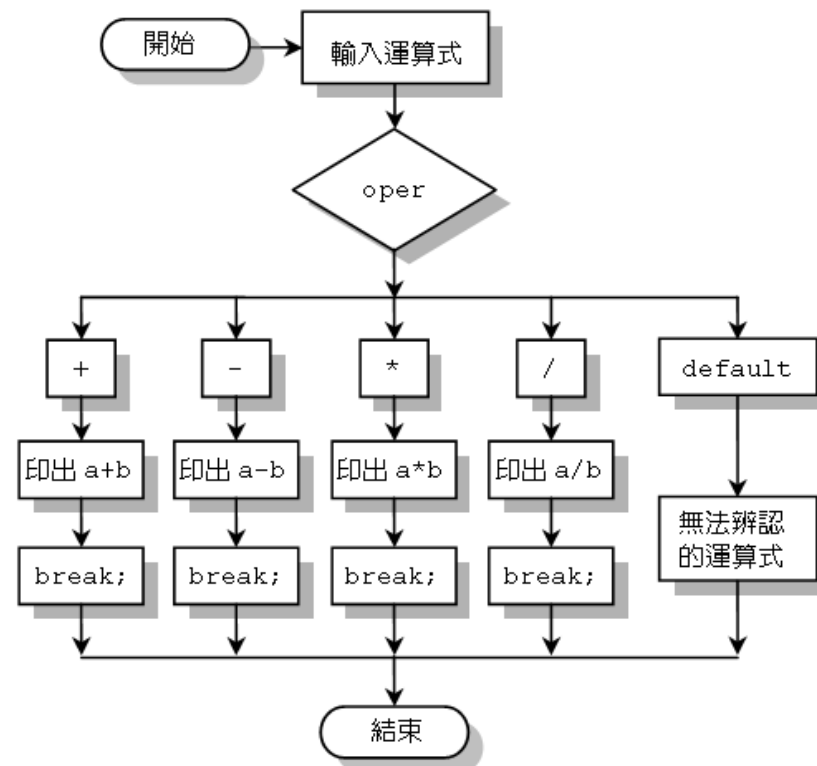 開始
輸入運算式
oper
+
-
*
/
default
印出 a+b
印出 a-b
印出 a*b
印出 a/b
無法辨認
的運算式
break;
break;
break;
break;
結束